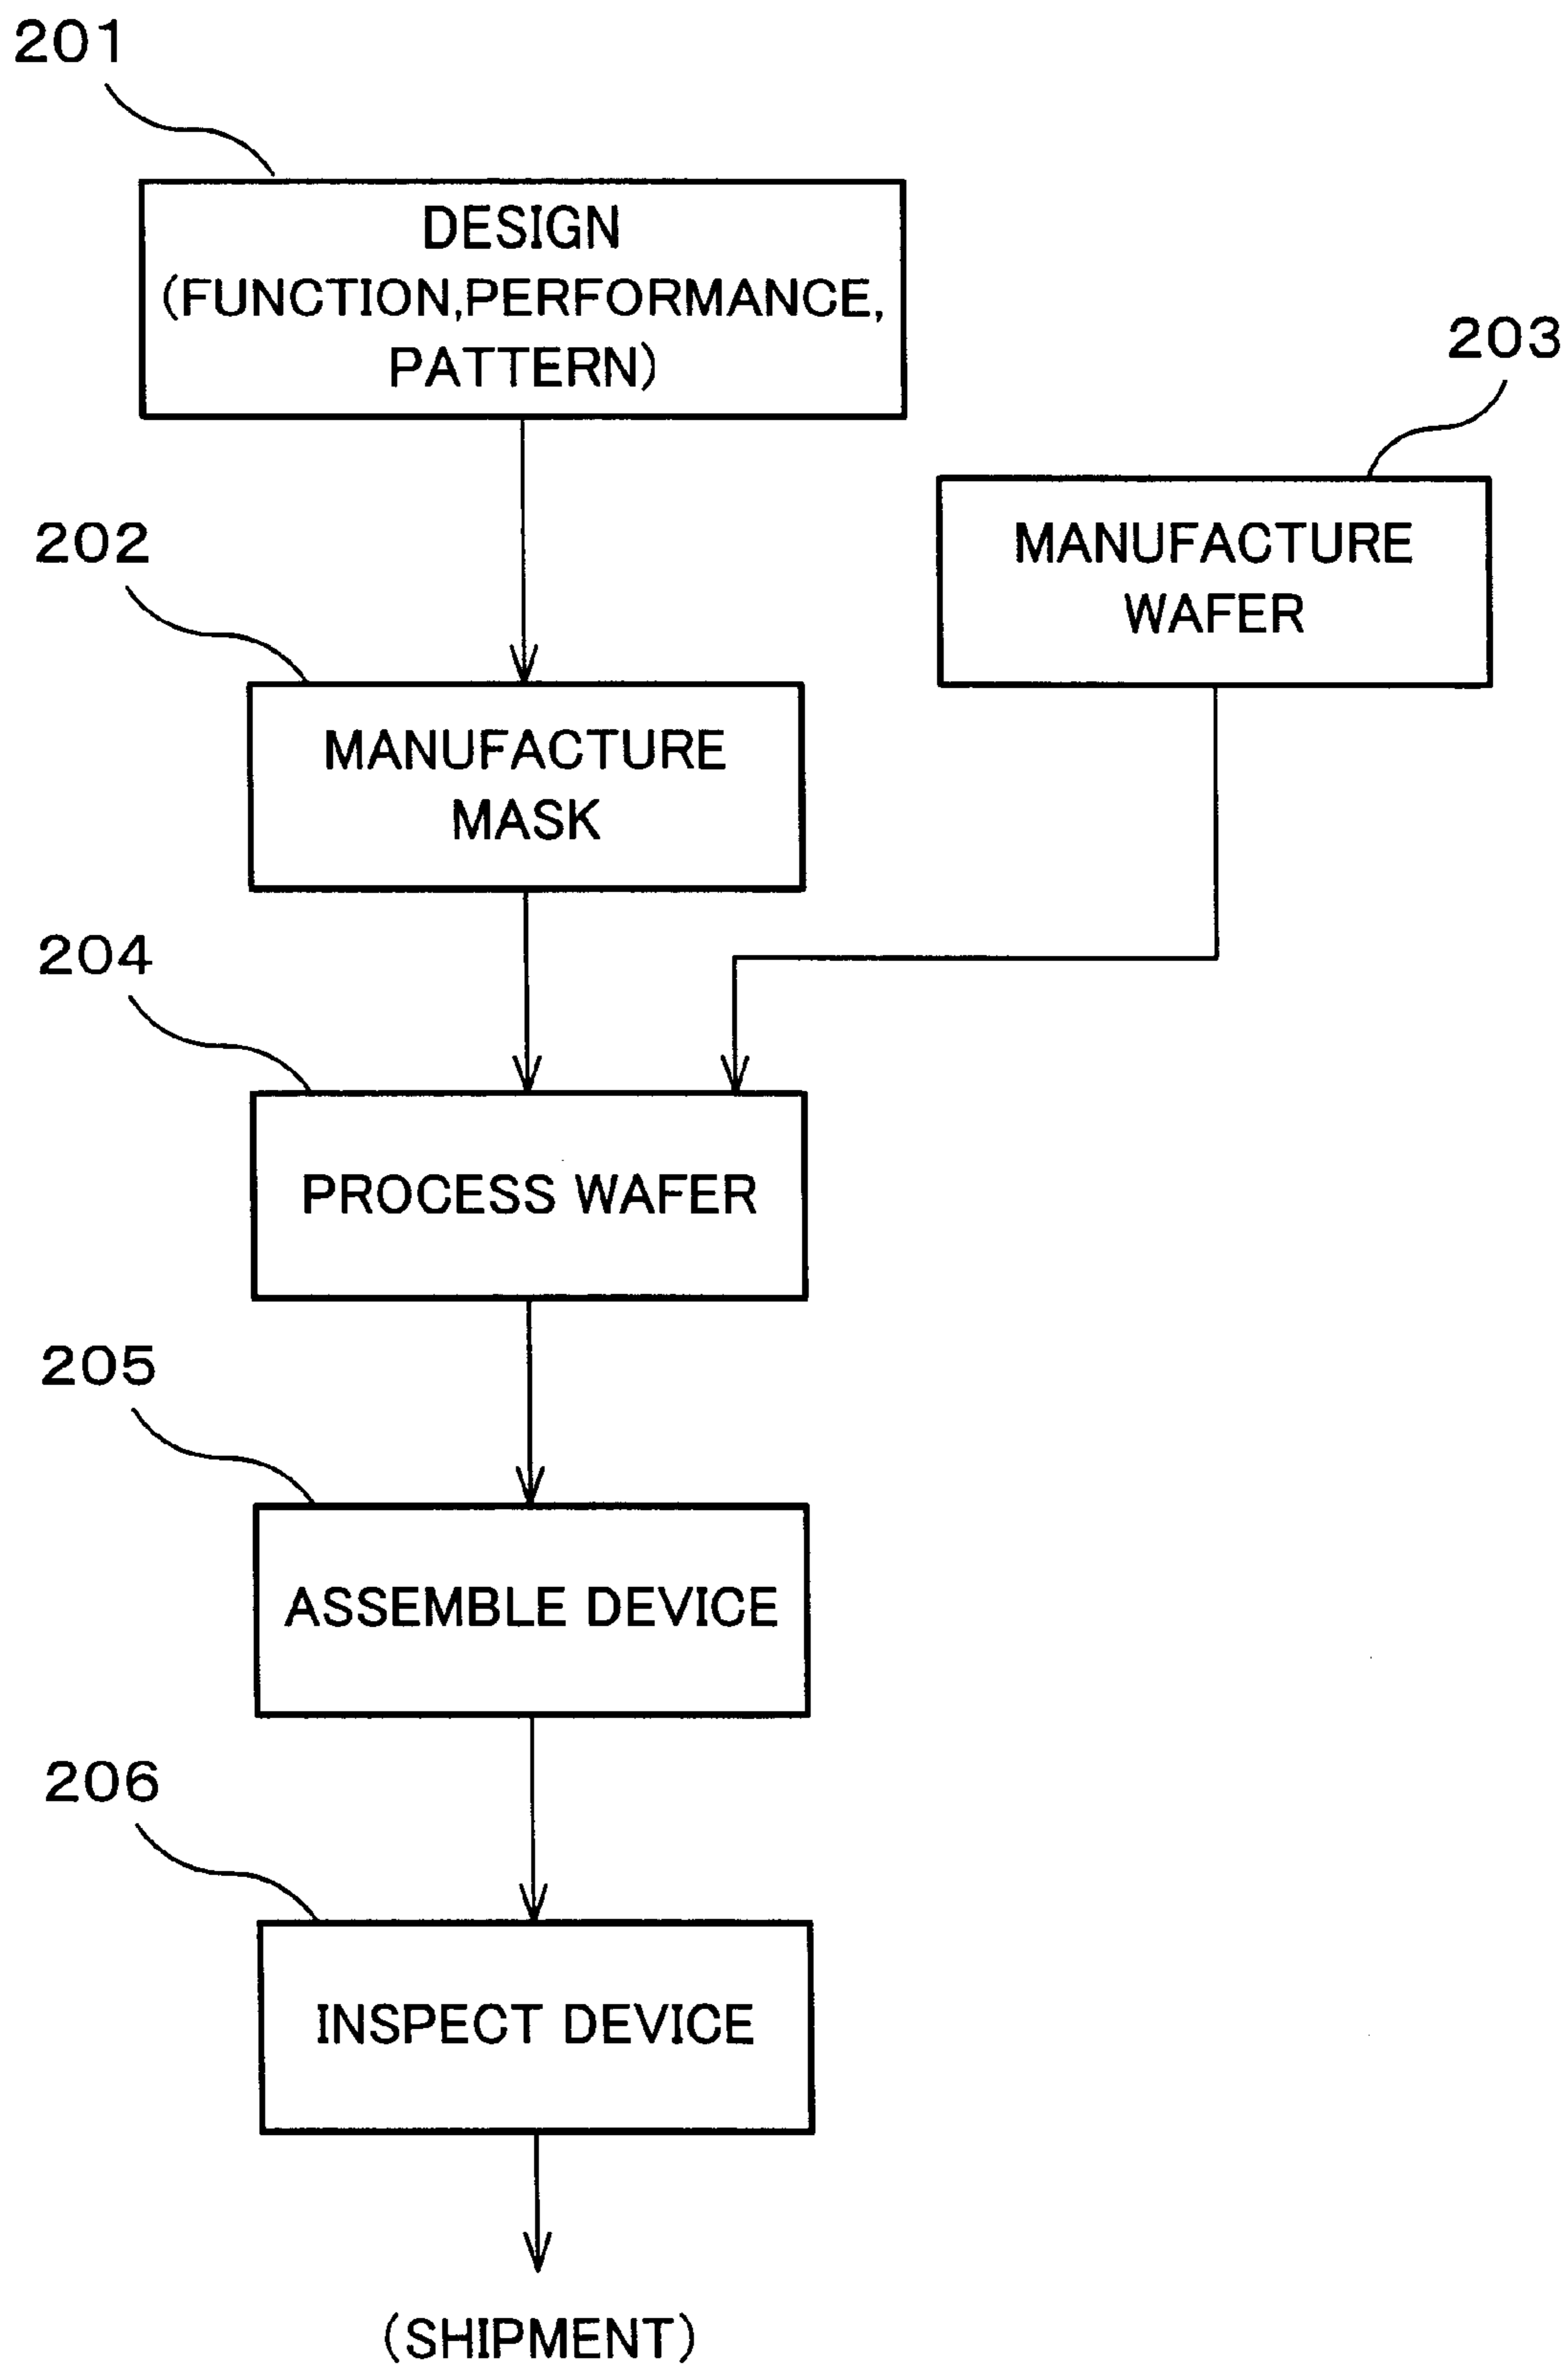 201
DESIGN
(FUNCTION,PERFORMANCE,
PATTERN)
203
MANUFACTURE
WAFER
202
MANUFACTURE
MASK
204
PROCESS WAFER
205
ASSEMBLE DEVICE
206
INSPECT DEVICE
(SHIPMENT)